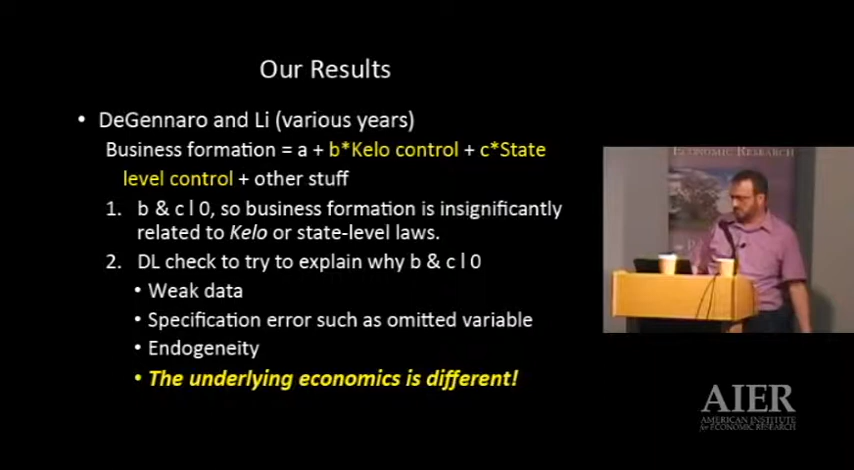 Our Results
• DeGennaro and Li (various years)
Business formation = a + b*Kelo control + c*State
level control + other stuff
1. b & c l 0, so business formation is insignificantly
related to Kelo or state-level laws.
2. DL check to try to explain why b & c l 0
• Weak data
• Specification error such as omitted variable
• Endogeneity
• The underlying economics is different!
ECONOMIC RESEARCH
AIER
AMERICAN INSTITUTE
for ECONOMIC RESEARCH